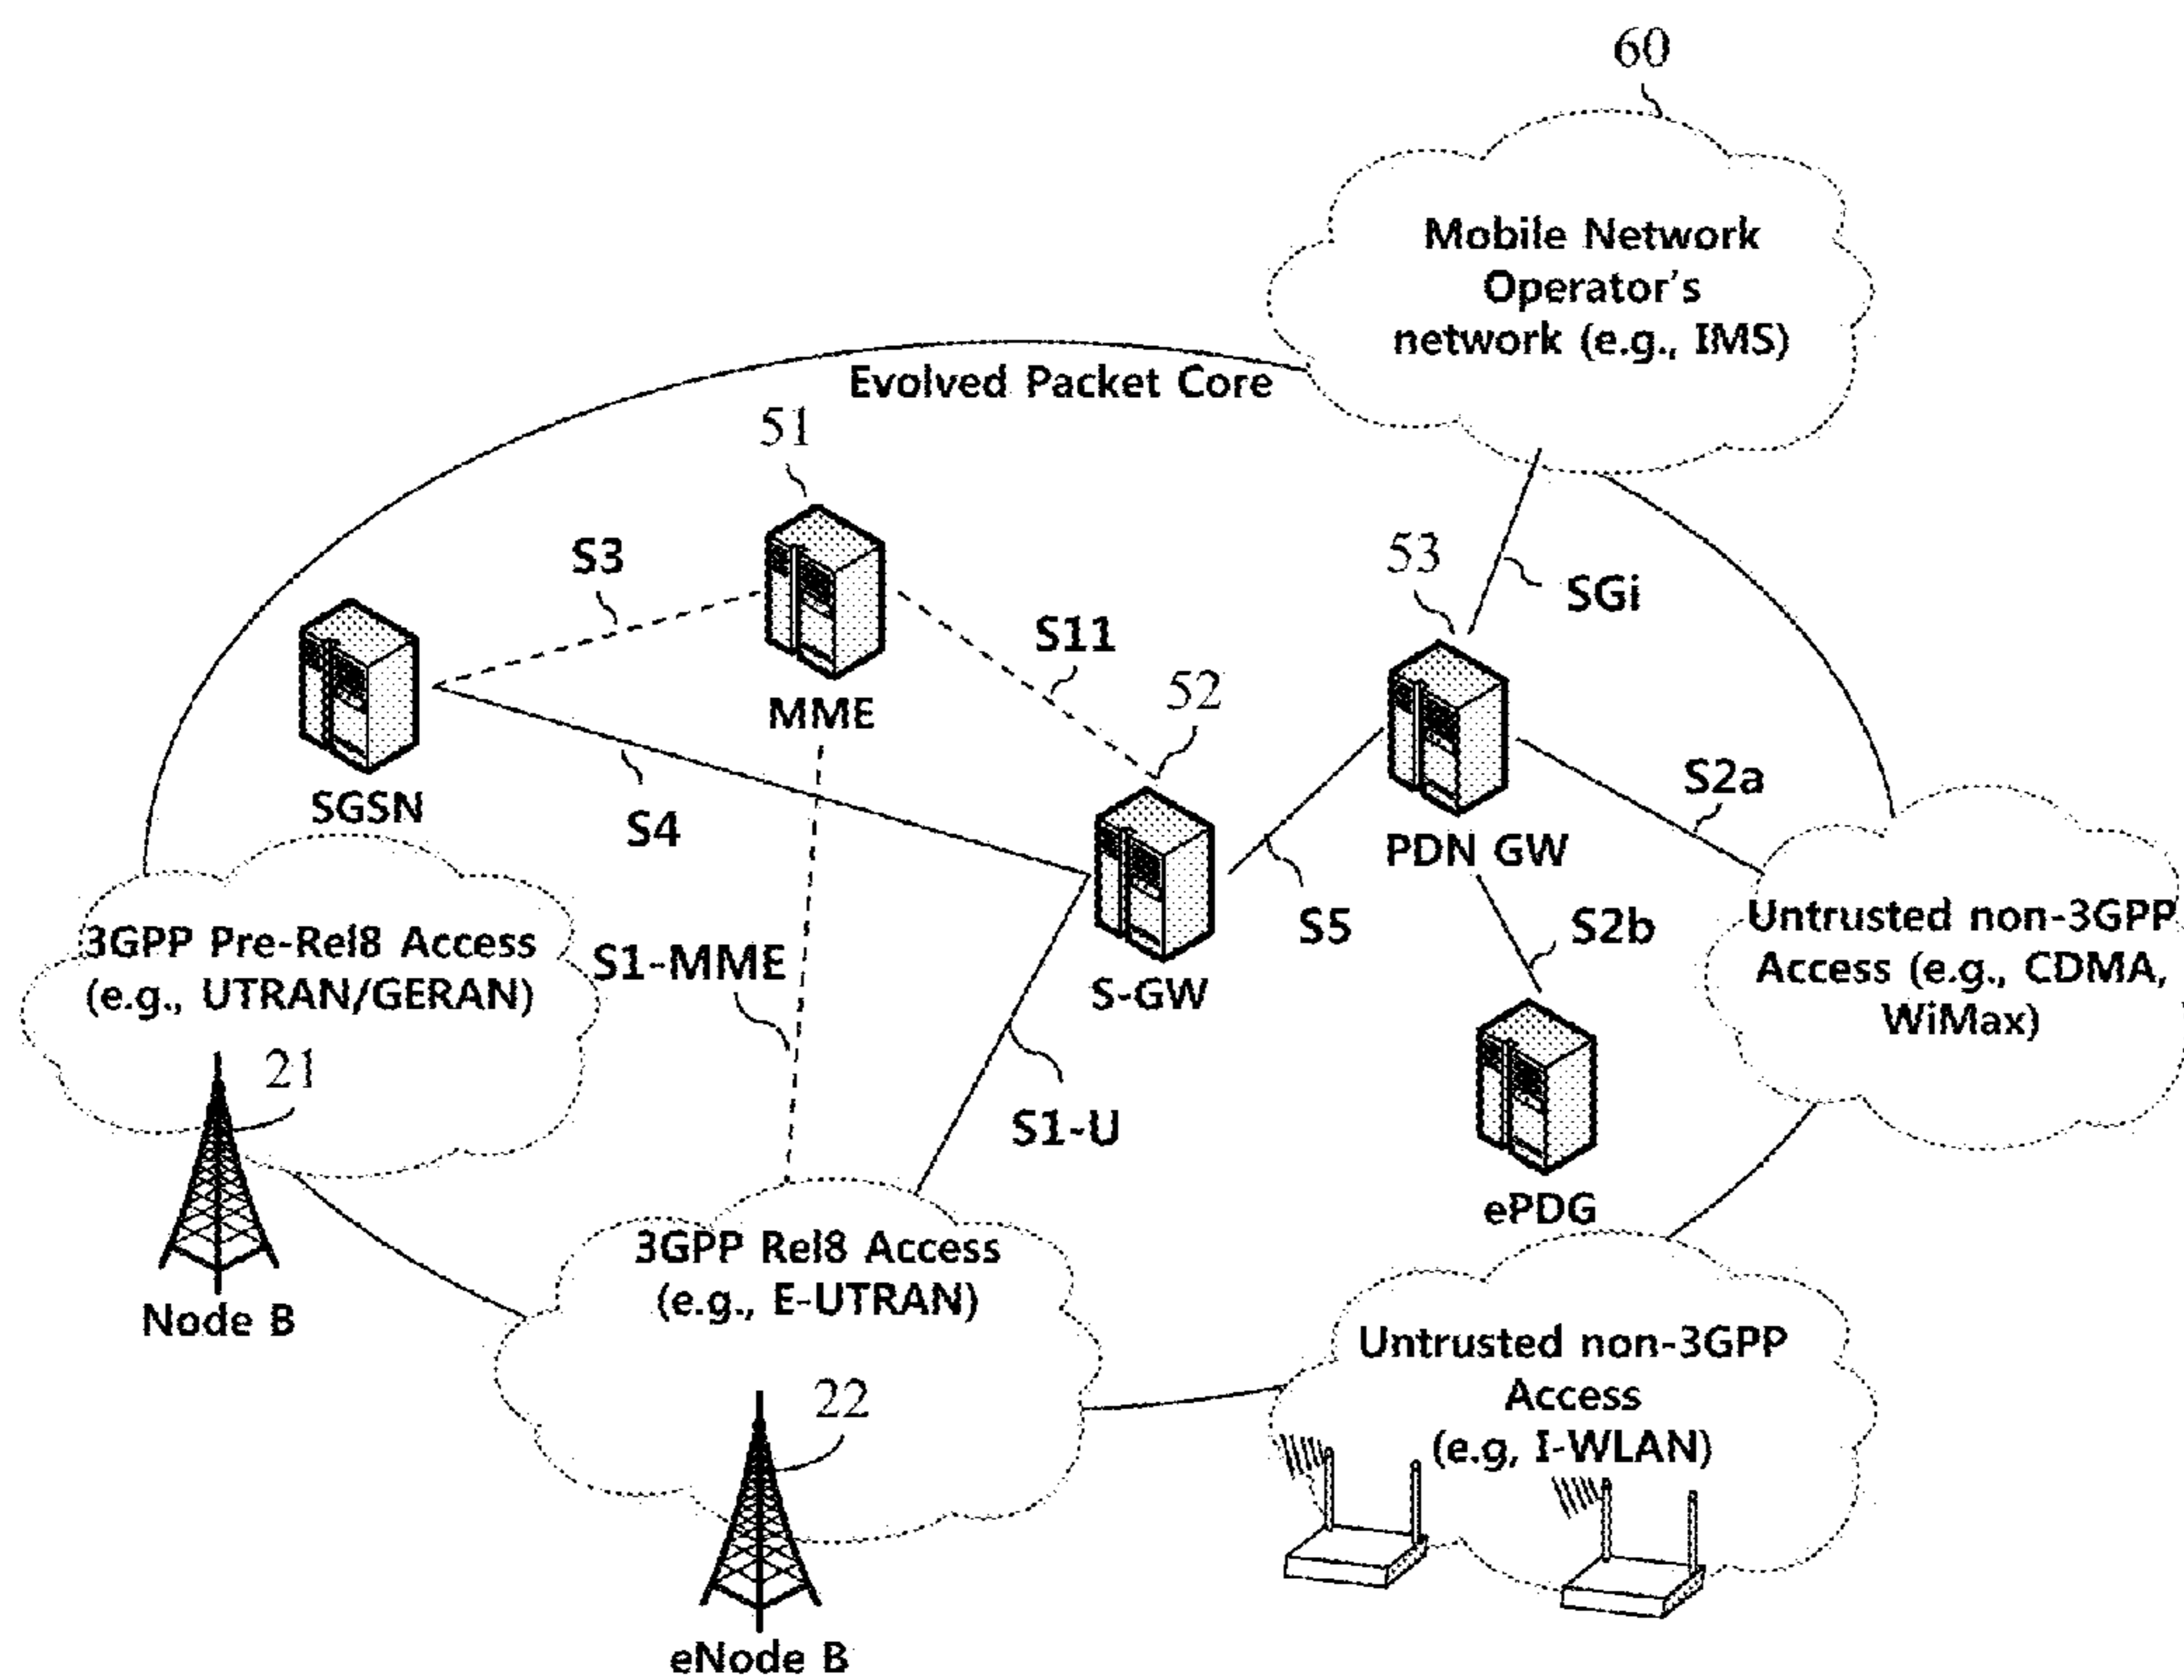 60
Mobile Network
Operator's
network (e.g., IMS)
Evolved Packet Core
51
S3
53
SGi
S11
52
MME
S2a
SGSN
S4
PDN GW
3GPP Pre-Rel8 Access
(e.g., UTRAN/GERAN)
S1-MME
S5
S2b
S-GW
Untrusted non-3GPP
Access (e.g., CDMA,
WiMax)
21
S1-U
ePDG
3GPP Rel8 Access
(e.g., E-UTRAN)
Node B
Untrusted non-3GPP
Access
(e.g, I-WLAN)
22
eNode B